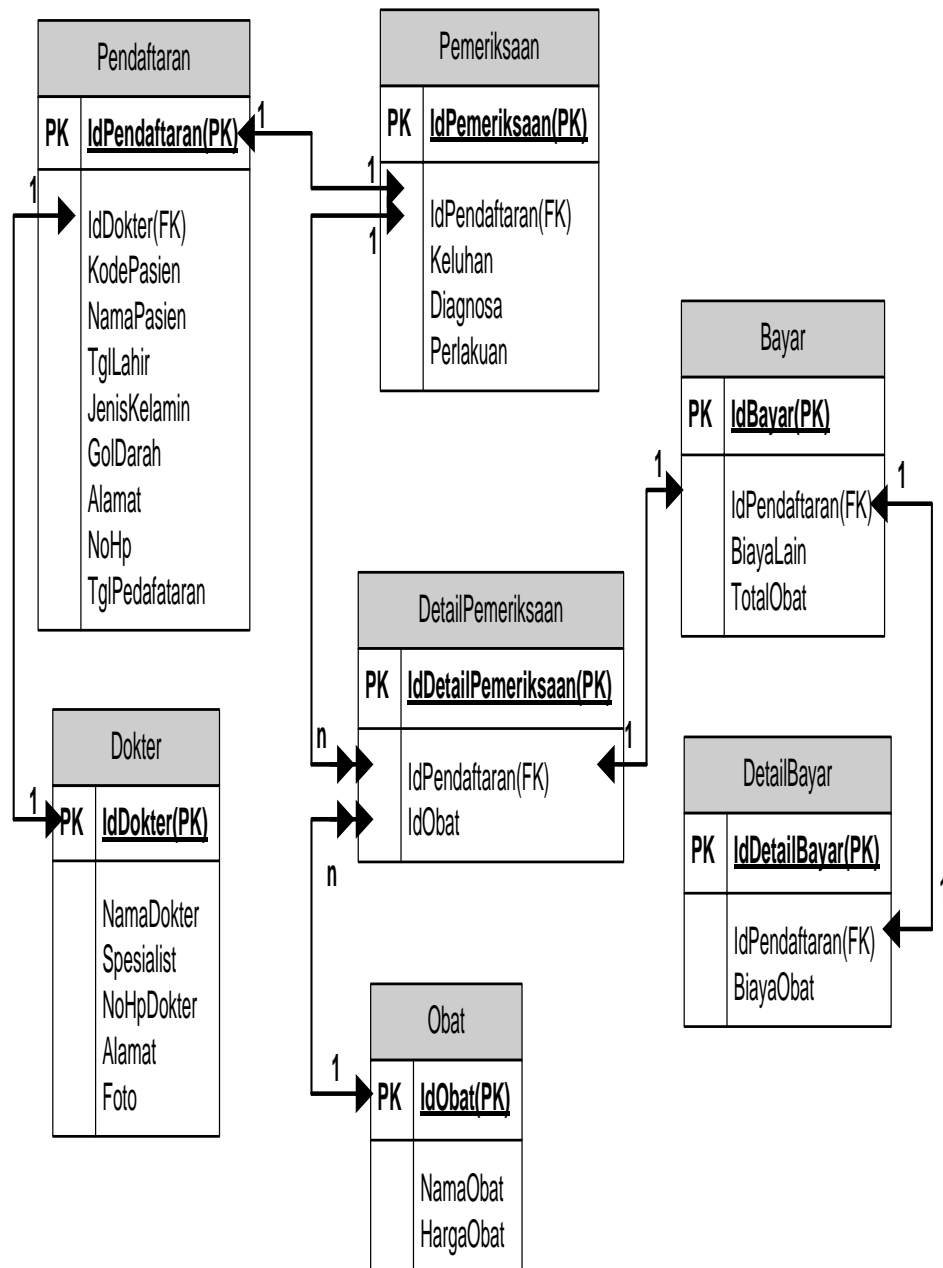 Pendaftaran
PK IdPendaftaran(PK)
IdDokter(FK)
KodePasien
NamaPasien
TglLahir
JenisKelamin
GolDarah
Alamat
NoHp
TglPedafataran
1
1
Pemeriksaan
PK IdPemeriksaan(PK)
IdPendaftaran(FK)
Keluhan
Diagnosa
Perlakuan
1
1
Bayar
PK IdBayar(PK)
IdPendaftaran(FK)
BiayaLain
TotalObat
1
1
DetailPemeriksaan
PK IdDetailPemeriksaan(PK)
IdPendaftaran(FK)
IdObat
n
n
1
Dokter
1
PK IdDokter(PK)
NamaDokter
Spesialist
NoHpDokter
Alamat
Foto
DetailBayar
PK IdDetailBayar(PK)
IdPendaftaran(FK)
BiayaObat
1
Obat
1
PK IdObat(PK)
NamaObat
HargaObat